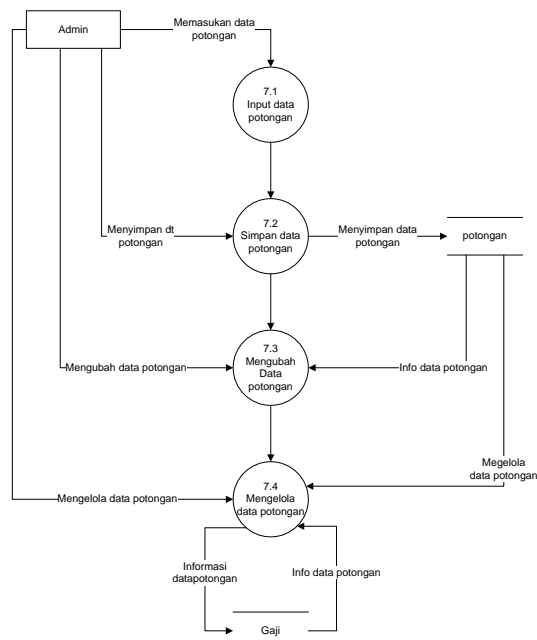 Admin
Memasukan data
potongan
7.1
Input data
potongan
Menyimpan dt
potongan
7.2
Simpan data
potongan
Menyimpan data
potongan
potongan
Mengubah data potongan
7.3
Mengubah
Data
potongan
Info data potongan
Megelola
data potongan
Mengelola data potongan
7.4
Mengelola
data potongan
Informasi
datapotongan
Info data potongan
Gaji